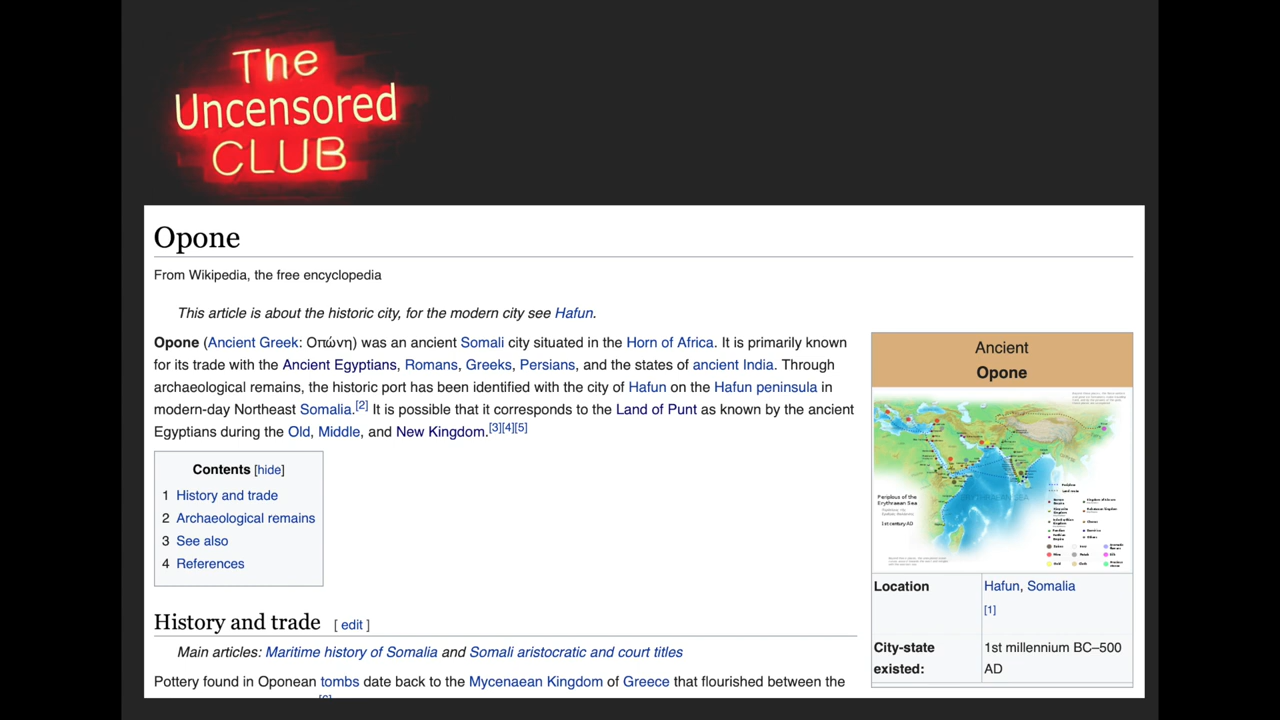 The
Uncensored
CLUB
Opone
From Wikipedia, the free encyclopedia
This article is about the historic city, for the modern city see Hafun.
Opone (Ancient Greek: Οπώνη) was an ancient Somali city situated in the Horn of Africa. It is primarily known
for its trade with the Ancient Egyptians, Romans, Greeks, Persians, and the states of ancient India. Through
archaeological remains, the historic port has been identified with the city of Hafun on the Hafun peninsula in
modern-day Northeast Somalia.[2] It is possible that it corresponds to the Land of Punt as known by the ancient
Egyptians during the Old, Middle, and New Kingdom.[3][4][5]
Contents [hide]
1 History and trade
2 Archaeological remains
3 See also
4 References
History and trade [ edit ]
Main articles: Maritime history of Somalia and Somali aristocratic and court titles
Pottery found in Oponean tombs date back to the Mycenaean Kingdom of Greece that flourished between the
Ancient
Opone
Periplous of the
Erythraean Sea
1st century AD
Location Hafun, Somalia
[1]
City-state 1st millennium BC–500
existed: AD